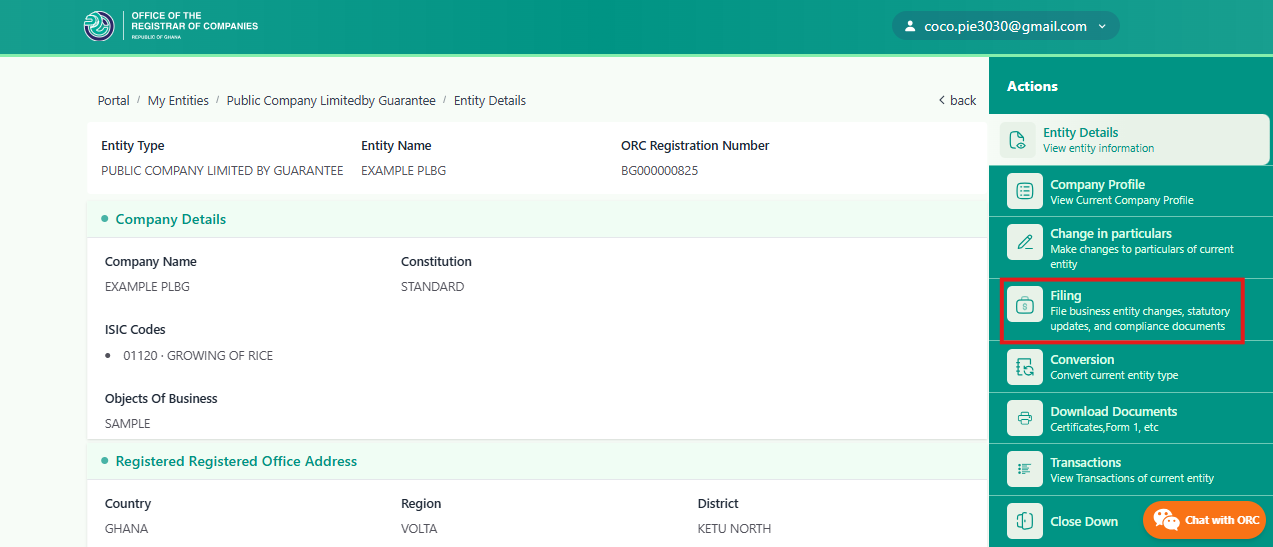 OFFICE OF THE
REGISTRAR OF COMPANIES
REPUBLIC OF GHANA
coco.pie3030@gmail.com
Portal / My Entities / Public Company Limitedby Guarantee / Entity Details
back
Entity Type
Entity Name
ORC Registration Number
PUBLIC COMPANY LIMITED BY GUARANTEE
EXAMPLE PLBG
BG000000825
Company Details
Company Name
Constitution
EXAMPLE PLBG
STANDARD
ISIC Codes
• 01120 · GROWING OF RICE
Objects Of Business
SAMPLE
Registered Registered Office Address
Country
Region
District
GHANA
VOLTA
KETU NORTH
Actions
Entity Details
View entity information
Company Profile
View Current Company Profile
Change in particulars
Make changes to particulars of current
entity
Filing
File business entity changes, statutory
updates, and compliance documents
Conversion
Convert current entity type
Download Documents
Certificates,Form 1, etc
Transactions
View Transactions of current entity
Close Down
Chat with ORC